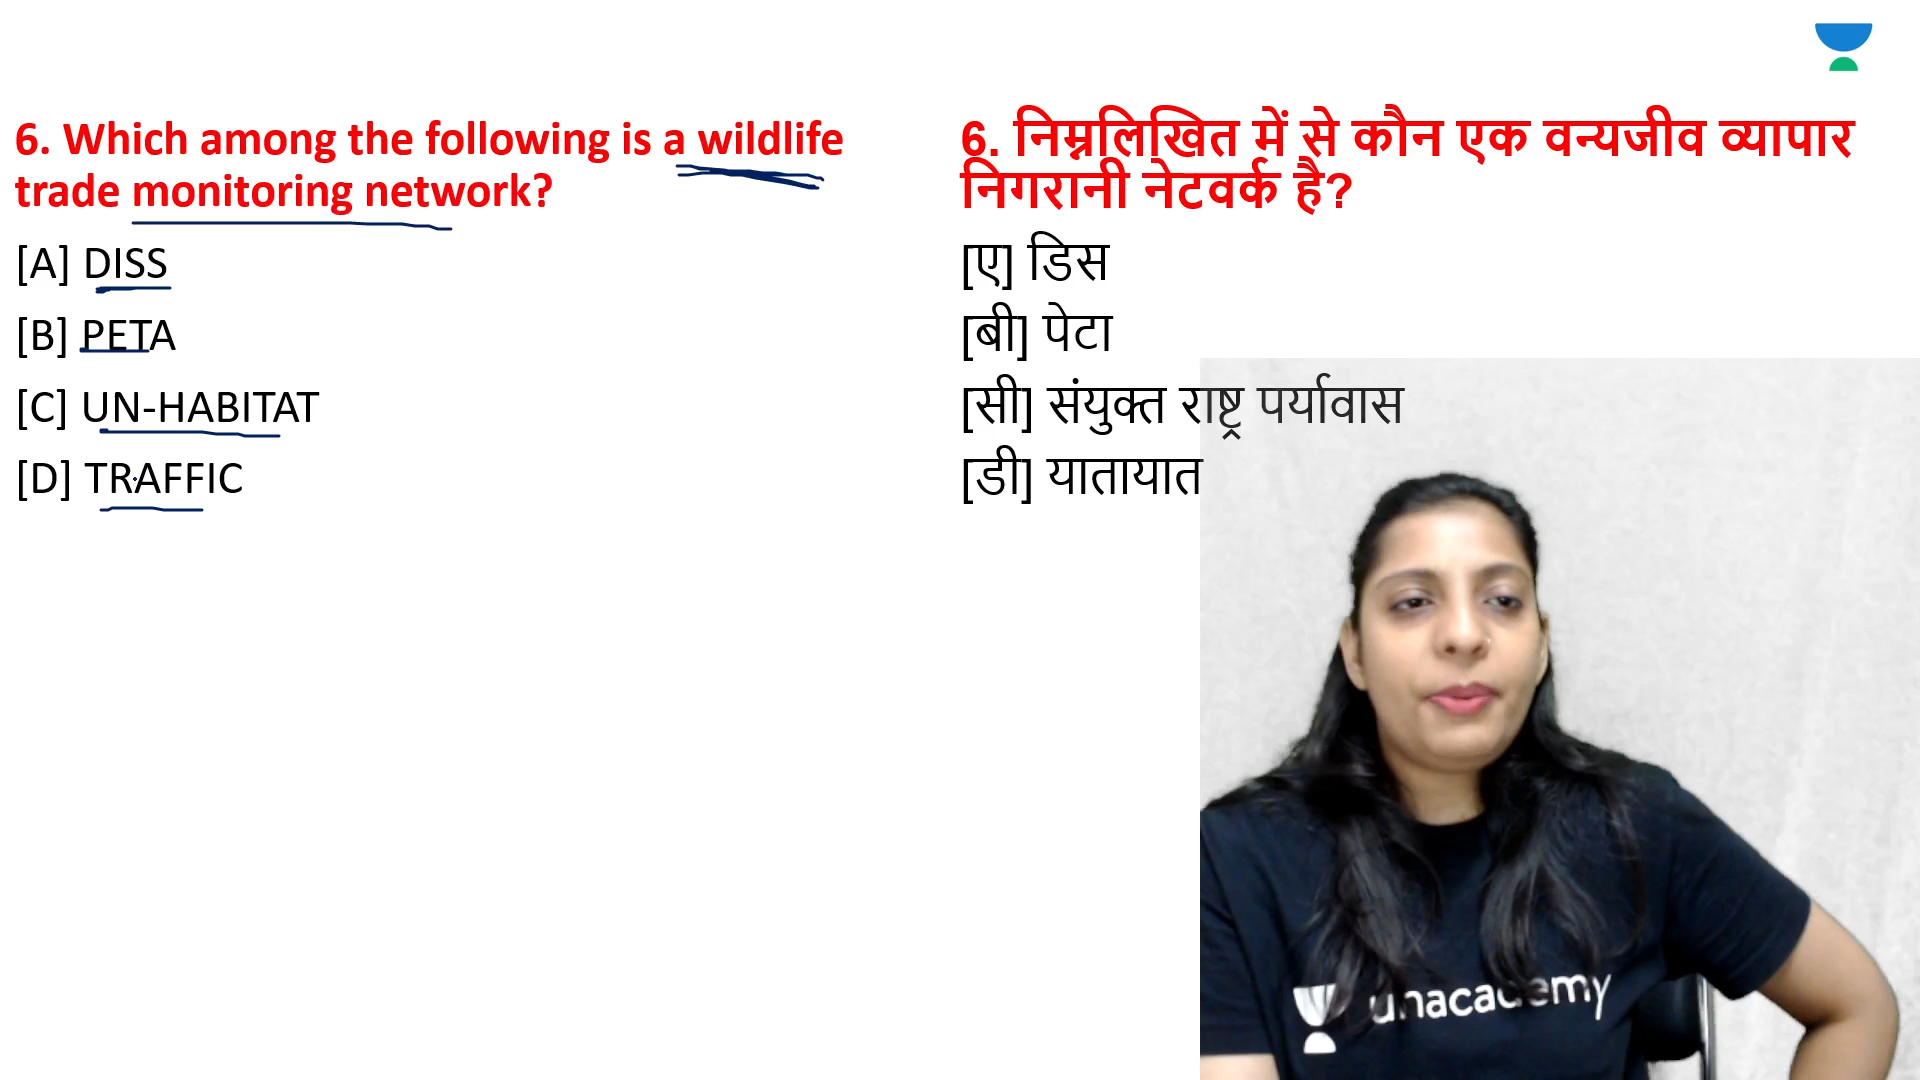 6. Which among the following is a wildlife
trade monitoring network?
[A] DISS
[B] PETA
[C] UN-HABITAT
[D] TRAFFIC
6. निम्नलिखित में से कौन एक वन्यजीव व्यापार
निगरानी नेटवर्क है?
[ए] डिस
[बी] पेटा
[सी] संयुक्त राष्ट्र पर्यावास
[डी] यातायात
unacademy